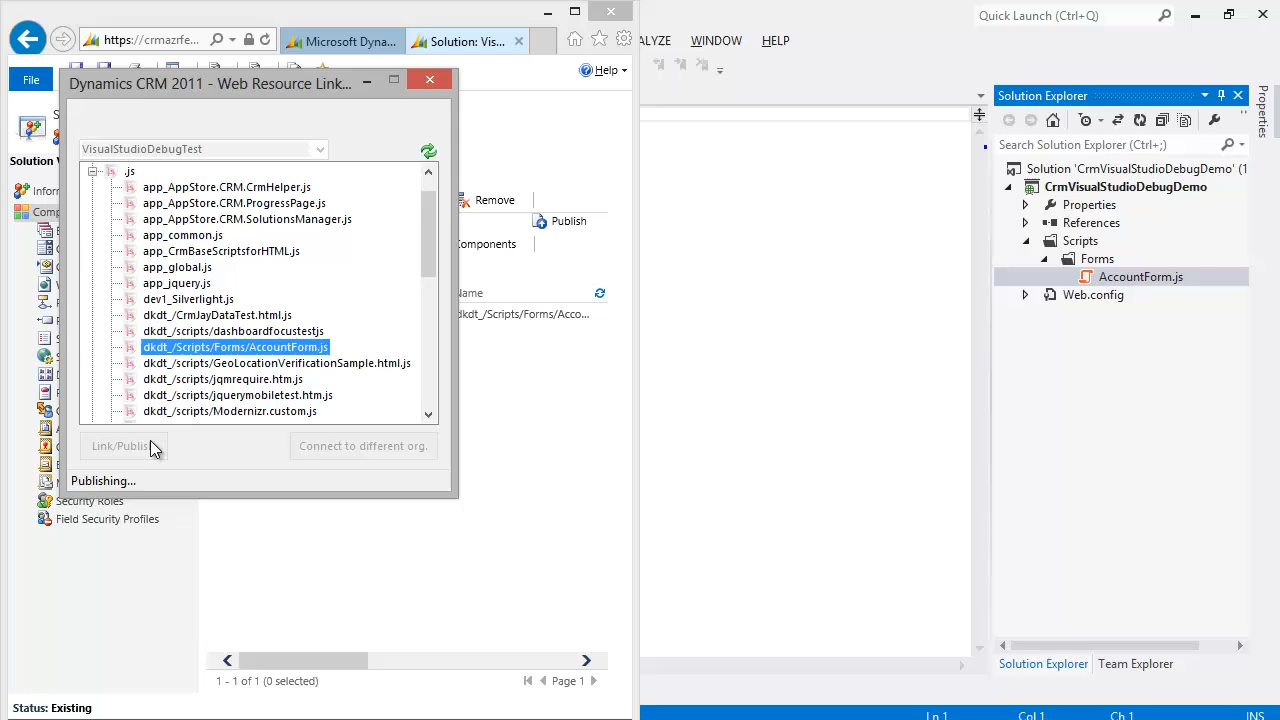 https://crmazrfe...
Microsoft Dyna...
Solution: Vis...
Quick Launch (Ctrl+Q)
ALYZE
WINDOW
HELP
File
Help
Dynamics CRM 2011 - Web Resource Link...
VisualStudioDebugTest
.js
app_AppStore.CRM.CrmHelper.js
app_AppStore.CRM.ProgressPage.js
app_AppStore.CRM.SolutionsManager.js
app_common.js
app_CrmBaseScriptsforHTML.js
app_global.js
app_jquery.js
dev1_Silverlight.js
dkdt_/CrmJayDataTest.html.js
dkdt_/scripts/dashboardfocustestjs
dkdt_/Scripts/Forms/AccountForm.js
dkdt_/scripts/GeoLocationVerificationSample.html.js
dkdt_/scripts/jqmrequire.htm.js
dkdt_/scripts/jquerymobiletest.htm.js
dkdt_/scripts/Modernizr.custom.js
Link/Publis
Connect to different org.
Publishing...
Solution V
Infor
Comp
Security Roles
Field Security Profiles
Remove
Publish
Components
Name
dkdt_/Scripts/Forms/Acco...
1 - 1 of 1 (0 selected)
Page 1
Status: Existing
Solution Explorer
Search Solution Explorer (Ctrl+;)
Solution 'CrmVisualStudioDebugDemo' (1
CrmVisualStudioDebugDemo
Properties
References
Scripts
Forms
AccountForm.js
Web.config
Properties
Solution Explorer
Team Explorer
Ln 1
Col 1
Ch 1
INS